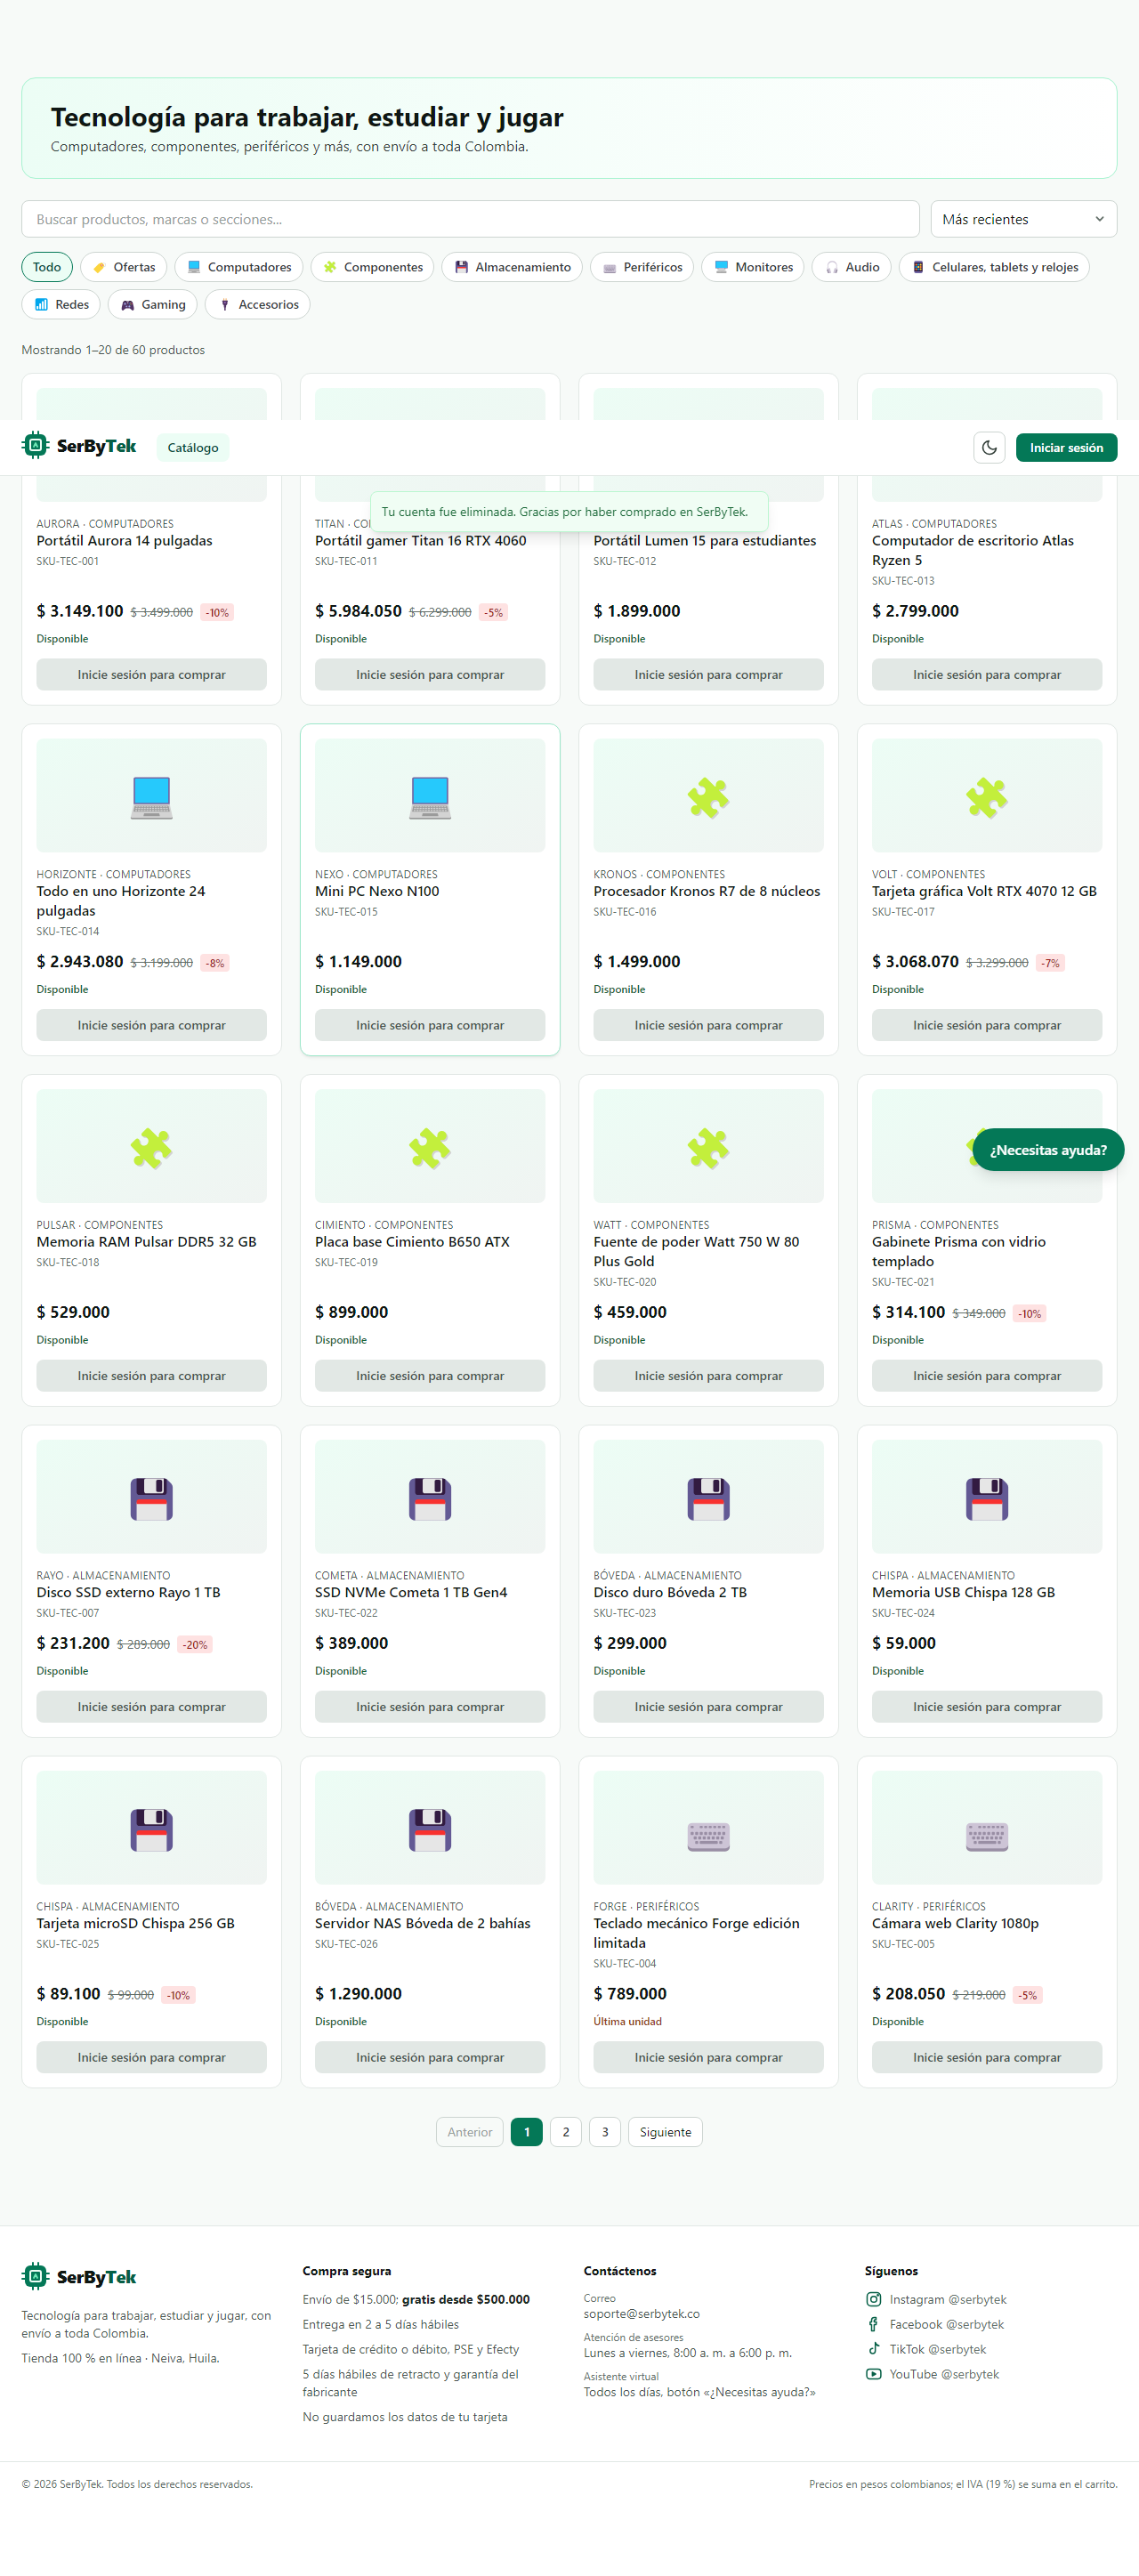 Tecnología para trabajar, estudiar y jugar
Computadores, componentes, periféricos y más, con envío a toda Colombia.
Buscar productos, marcas o secciones...
Más recientes
Todo
Ofertas
Computadores
Componentes
Almacenamiento
Periféricos
Monitores
Audio
Celulares, tablets y relojes
Redes
Gaming
Accesorios
Mostrando 1–20 de 60 productos
SerByTek
Catálogo
Iniciar sesión
Tu cuenta fue eliminada. Gracias por haber comprado en SerByTek.
AURORA · COMPUTADORES
Portátil Aurora 14 pulgadas
SKU-TEC-001
$ 3.149.100 $ 3.499.000 -10%
Disponible
Inicie sesión para comprar
TITAN ·
Portátil gamer Titan 16 RTX 4060
SKU-TEC-011
$ 5.984.050 $ 6.299.000 -5%
Disponible
Inicie sesión para comprar
Portátil Lumen 15 para estudiantes
SKU-TEC-012
$ 1.899.000
Disponible
Inicie sesión para comprar
ATLAS · COMPUTADORES
Computador de escritorio Atlas
Ryzen 5
SKU-TEC-013
$ 2.799.000
Disponible
Inicie sesión para comprar
HORIZONTE · COMPUTADORES
Todo en uno Horizonte 24
pulgadas
SKU-TEC-014
$ 2.943.080 $ 3.199.000 -8%
Disponible
Inicie sesión para comprar
NEXO · COMPUTADORES
Mini PC Nexo N100
SKU-TEC-015
$ 1.149.000
Disponible
Inicie sesión para comprar
KRONOS · COMPONENTES
Procesador Kronos R7 de 8 núcleos
SKU-TEC-016
$ 1.499.000
Disponible
Inicie sesión para comprar
VOLT · COMPONENTES
Tarjeta gráfica Volt RTX 4070 12 GB
SKU-TEC-017
$ 3.068.070 $ 3.299.000 -7%
Disponible
Inicie sesión para comprar
PULSAR · COMPONENTES
Memoria RAM Pulsar DDR5 32 GB
SKU-TEC-018
$ 529.000
Disponible
Inicie sesión para comprar
CIMIENTO · COMPONENTES
Placa base Cimiento B650 ATX
SKU-TEC-019
$ 899.000
Disponible
Inicie sesión para comprar
WATT · COMPONENTES
Fuente de poder Watt 750 W 80
Plus Gold
SKU-TEC-020
$ 459.000
Disponible
Inicie sesión para comprar
¿Necesitas ayuda?
PRISMA · COMPONENTES
Gabinete Prisma con vidrio
templado
SKU-TEC-021
$ 314.100 $ 349.000 -10%
Disponible
Inicie sesión para comprar
RAYO · ALMACENAMIENTO
Disco SSD externo Rayo 1 TB
SKU-TEC-007
$ 231.200 $ 289.000 -20%
Disponible
Inicie sesión para comprar
COMETA · ALMACENAMIENTO
SSD NVMe Cometa 1 TB Gen4
SKU-TEC-022
$ 389.000
Disponible
Inicie sesión para comprar
BÓVEDA · ALMACENAMIENTO
Disco duro Bóveda 2 TB
SKU-TEC-023
$ 299.000
Disponible
Inicie sesión para comprar
CHISPA · ALMACENAMIENTO
Memoria USB Chispa 128 GB
SKU-TEC-024
$ 59.000
Disponible
Inicie sesión para comprar
CHISPA · ALMACENAMIENTO
Tarjeta microSD Chispa 256 GB
SKU-TEC-025
$ 89.100 $ 99.000 -10%
Disponible
Inicie sesión para comprar
BÓVEDA · ALMACENAMIENTO
Servidor NAS Bóveda de 2 bahías
SKU-TEC-026
$ 1.290.000
Disponible
Inicie sesión para comprar
FORGE · PERIFÉRICOS
Teclado mecánico Forge edición
limitada
SKU-TEC-004
$ 789.000
Última unidad
Inicie sesión para comprar
CLARITY · PERIFÉRICOS
Cámara web Clarity 1080p
SKU-TEC-005
$ 208.050 $ 219.000 -5%
Disponible
Inicie sesión para comprar
Anterior
1
2
3
Siguiente
SerByTek
Tecnología para trabajar, estudiar y jugar, con
envío a toda Colombia.
Tienda 100 % en línea · Neiva, Huila.
Compra segura
Envío de $15.000; gratis desde $500.000
Entrega en 2 a 5 días hábiles
Tarjeta de crédito o débito, PSE y Efecty
5 días hábiles de retracto y garantía del
fabricante
No guardamos los datos de tu tarjeta
Contáctenos
Correo
soporte@serbytek.co
Atención de asesores
Lunes a viernes, 8:00 a. m. a 6:00 p. m.
Asistente virtual
Todos los días, botón «¿Necesitas ayuda?»
Síguenos
Instagram @serbytek
Facebook @serbytek
TikTok @serbytek
YouTube @serbytek
© 2026 SerByTek. Todos los derechos reservados.
Precios en pesos colombianos; el IVA (19 %) se suma en el carrito.